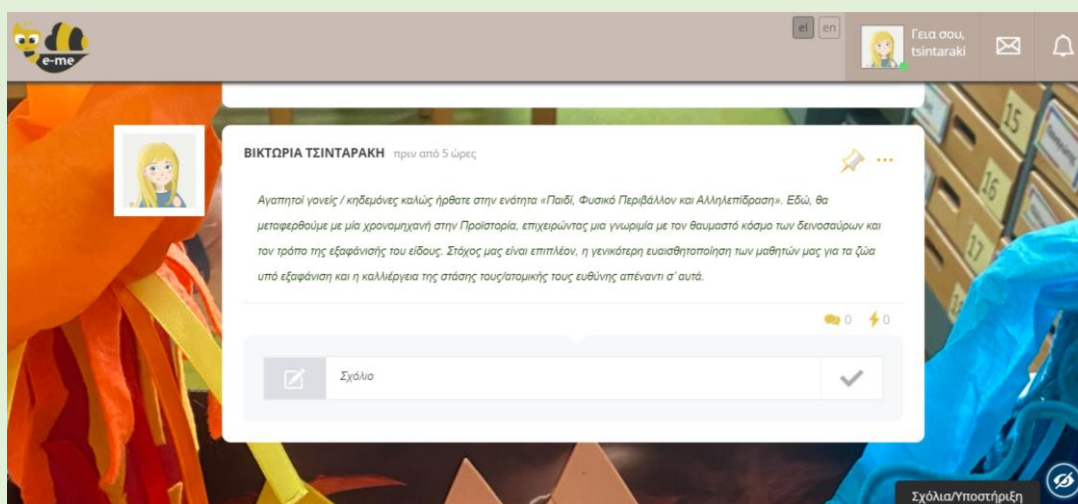 el en
Γεια σου,
tsintaraki
e-me
ΒΙΚΤΩΡΙΑ ΤΣΙΝΤΑΡΑΚΗ πριν από 5 ώρες
Αγαπητοί γονείς / κηδεμόνες καλώς ήρθατε στην ενότητα «Παιδί, Φυσικό Περιβάλλον και Αλληλεπίδραση». Εδώ, θα
μεταφερθούμε με μία χρονομηχανή στην Προϊστορία, επιχειρώντας μια γνωριμία με τον θαυμαστό κόσμο των δεινοσαύρων και
τον τρόπο της εξαφάνισής του είδους. Στόχος μας είναι επιπλέον, η γενικότερη ευαισθητοποίηση των μαθητών μας για τα ζώα
υπό εξαφάνιση και η καλλιέργεια της στάσης τους/ατομικής τους ευθύνης απέναντι σ' αυτά.
0 0
Σχόλιο
15
16
17
Σχόλια/Υποστήριξη